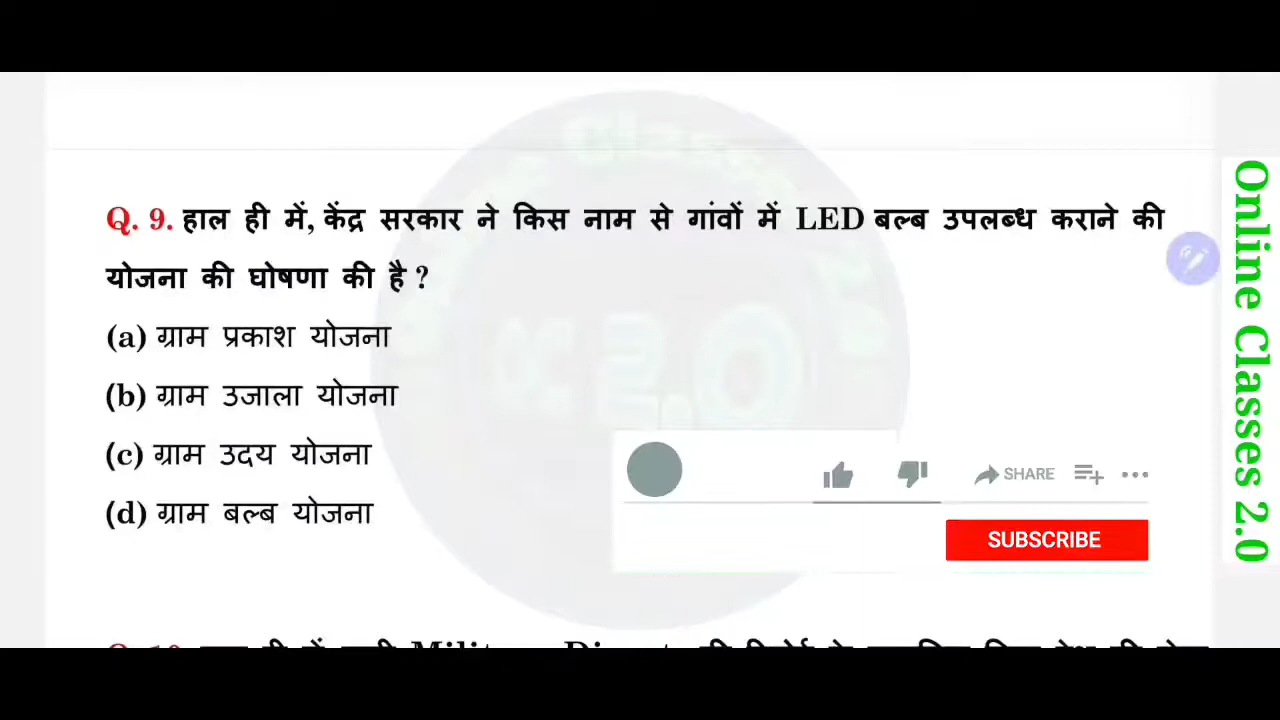 Q. 9. हाल ही में, केंद्र सरकार ने किस नाम से गांवों में LED बल्ब उपलब्ध कराने की
योजना की घोषणा की है ?
(a) ग्राम प्रकाश योजना
(b) ग्राम उजाला योजना
(c) ग्राम उदय योजना
(d) ग्राम बल्ब योजना
SHARE
SUBSCRIBE
Online Classes 2.0